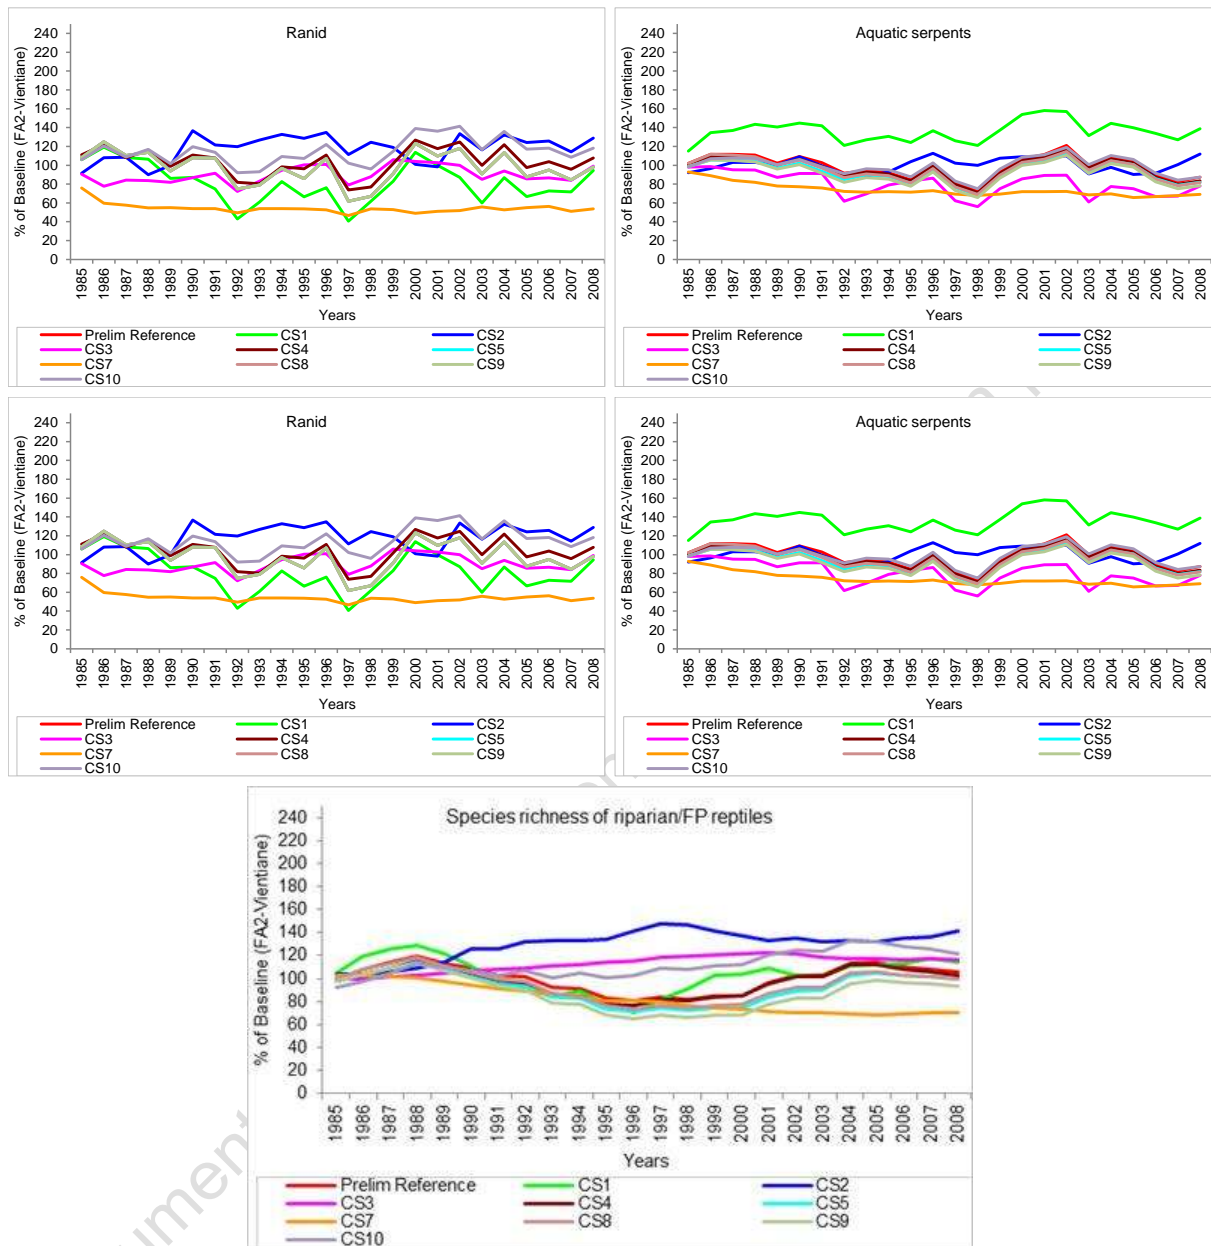 Ranid
% of Baseline (FA2-Vientiane)
240
220
200
180
160
140
120
100
80
60
40
20
0
1985 1986 1987 1988 1989 1990 1991 1992 1993 1994 1995 1996 1997 1998 1999 2000 2001 2002 2003 2004 2005 2006 2007 2008
Years
Prelim Reference CS1 CS2
CS3 CS4 CS5
CS7 CS8 CS9
CS10
Aquatic serpents
% of Baseline (FA2-Vientiane)
240
220
200
180
160
140
120
100
80
60
40
20
0
1985 1986 1987 1988 1989 1990 1991 1992 1993 1994 1995 1996 1997 1998 1999 2000 2001 2002 2003 2004 2005 2006 2007 2008
Years
Prelim Reference CS1 CS2
CS3 CS4 CS5
CS7 CS8 CS9
CS10
Ranid
% of Baseline (FA2-Vientiane)
240
220
200
180
160
140
120
100
80
60
40
20
0
1985 1986 1987 1988 1989 1990 1991 1992 1993 1994 1995 1996 1997 1998 1999 2000 2001 2002 2003 2004 2005 2006 2007 2008
Years
Prelim Reference CS1 CS2
CS3 CS4 CS5
CS7 CS8 CS9
CS10
Aquatic serpents
% of Baseline (FA2-Vientiane)
240
220
200
180
160
140
120
100
80
60
40
20
0
1985 1986 1987 1988 1989 1990 1991 1992 1993 1994 1995 1996 1997 1998 1999 2000 2001 2002 2003 2004 2005 2006 2007 2008
Years
Prelim Reference CS1 CS2
CS3 CS4 CS5
CS7 CS8 CS9
CS10
Species richness of riparian/FP reptiles
% of Baseline (FA2-Vientiane)
240
220
200
180
160
140
120
100
80
60
40
20
0
1985 1986 1987 1988 1989 1990 1991 1992 1993 1994 1995 1996 1997 1998 1999 2000 2001 2002 2003 2004 2005 2006 2007 2008
Years
Prelim Reference CS1 CS2
CS3 CS4 CS5
CS7 CS8 CS9
CS10